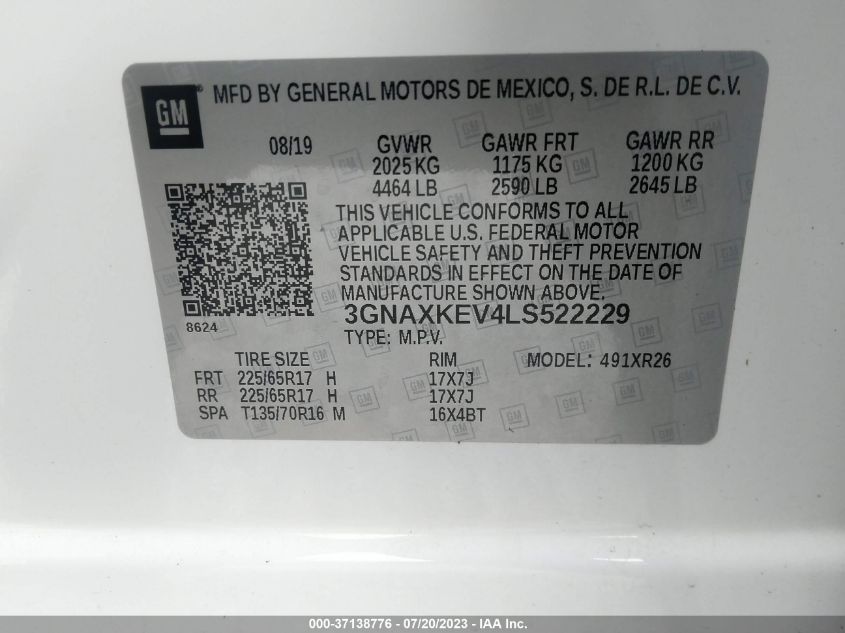 GM ® MFD BY GENERAL MOTORS DE MEXICO, S. DE R.L. DE C.V.
08/19 GVWR GAWR FRT GAWR RR
2025 KG 1175 KG 1200 KG
4464 LB 2590 LB 2645 LB
THIS VEHICLE CONFORMS TO ALL
APPLICABLE U.S. FEDERAL MOTOR
VEHICLE SAFETY AND THEFT PREVENTION
STANDARDS IN EFFECT ON THE DATE OF
MANUFACTURE SHOWN ABOVE.
3GNAXKEV4LS522229
8624
TYPE: M.P.V.
TIRE SIZE RIM MODEL: 491XR26
FRT 225/65R17 H 17X7J
RR 225/65R17 H 17X7J
SPA T135/70R16 M 16X4BT
000-37138776 / 07/20/2023 - IAA Inc.